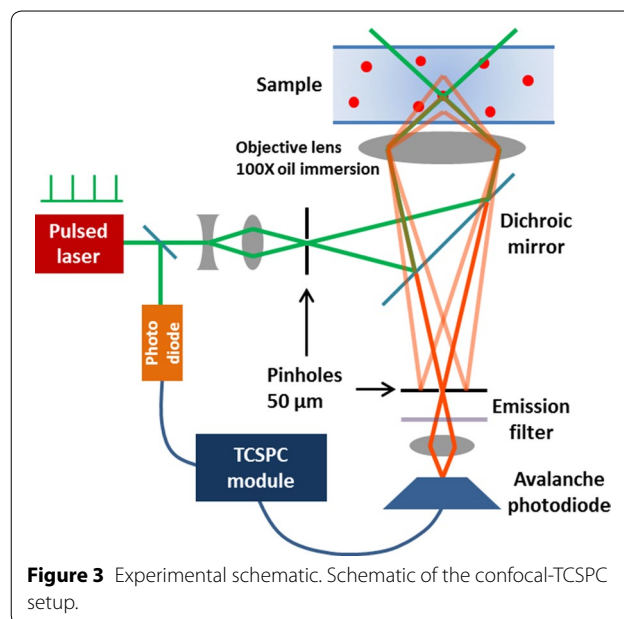 Sample
Objective lens
100X oil immersion
Pulsed
laser
Dichroic
mirror
Photo
diode
Pinholes
50 µm
Emission
filter
TCSPC
module
Avalanche
photodiode
Figure 3 Experimental schematic. Schematic of the confocal-TCSPC
setup.